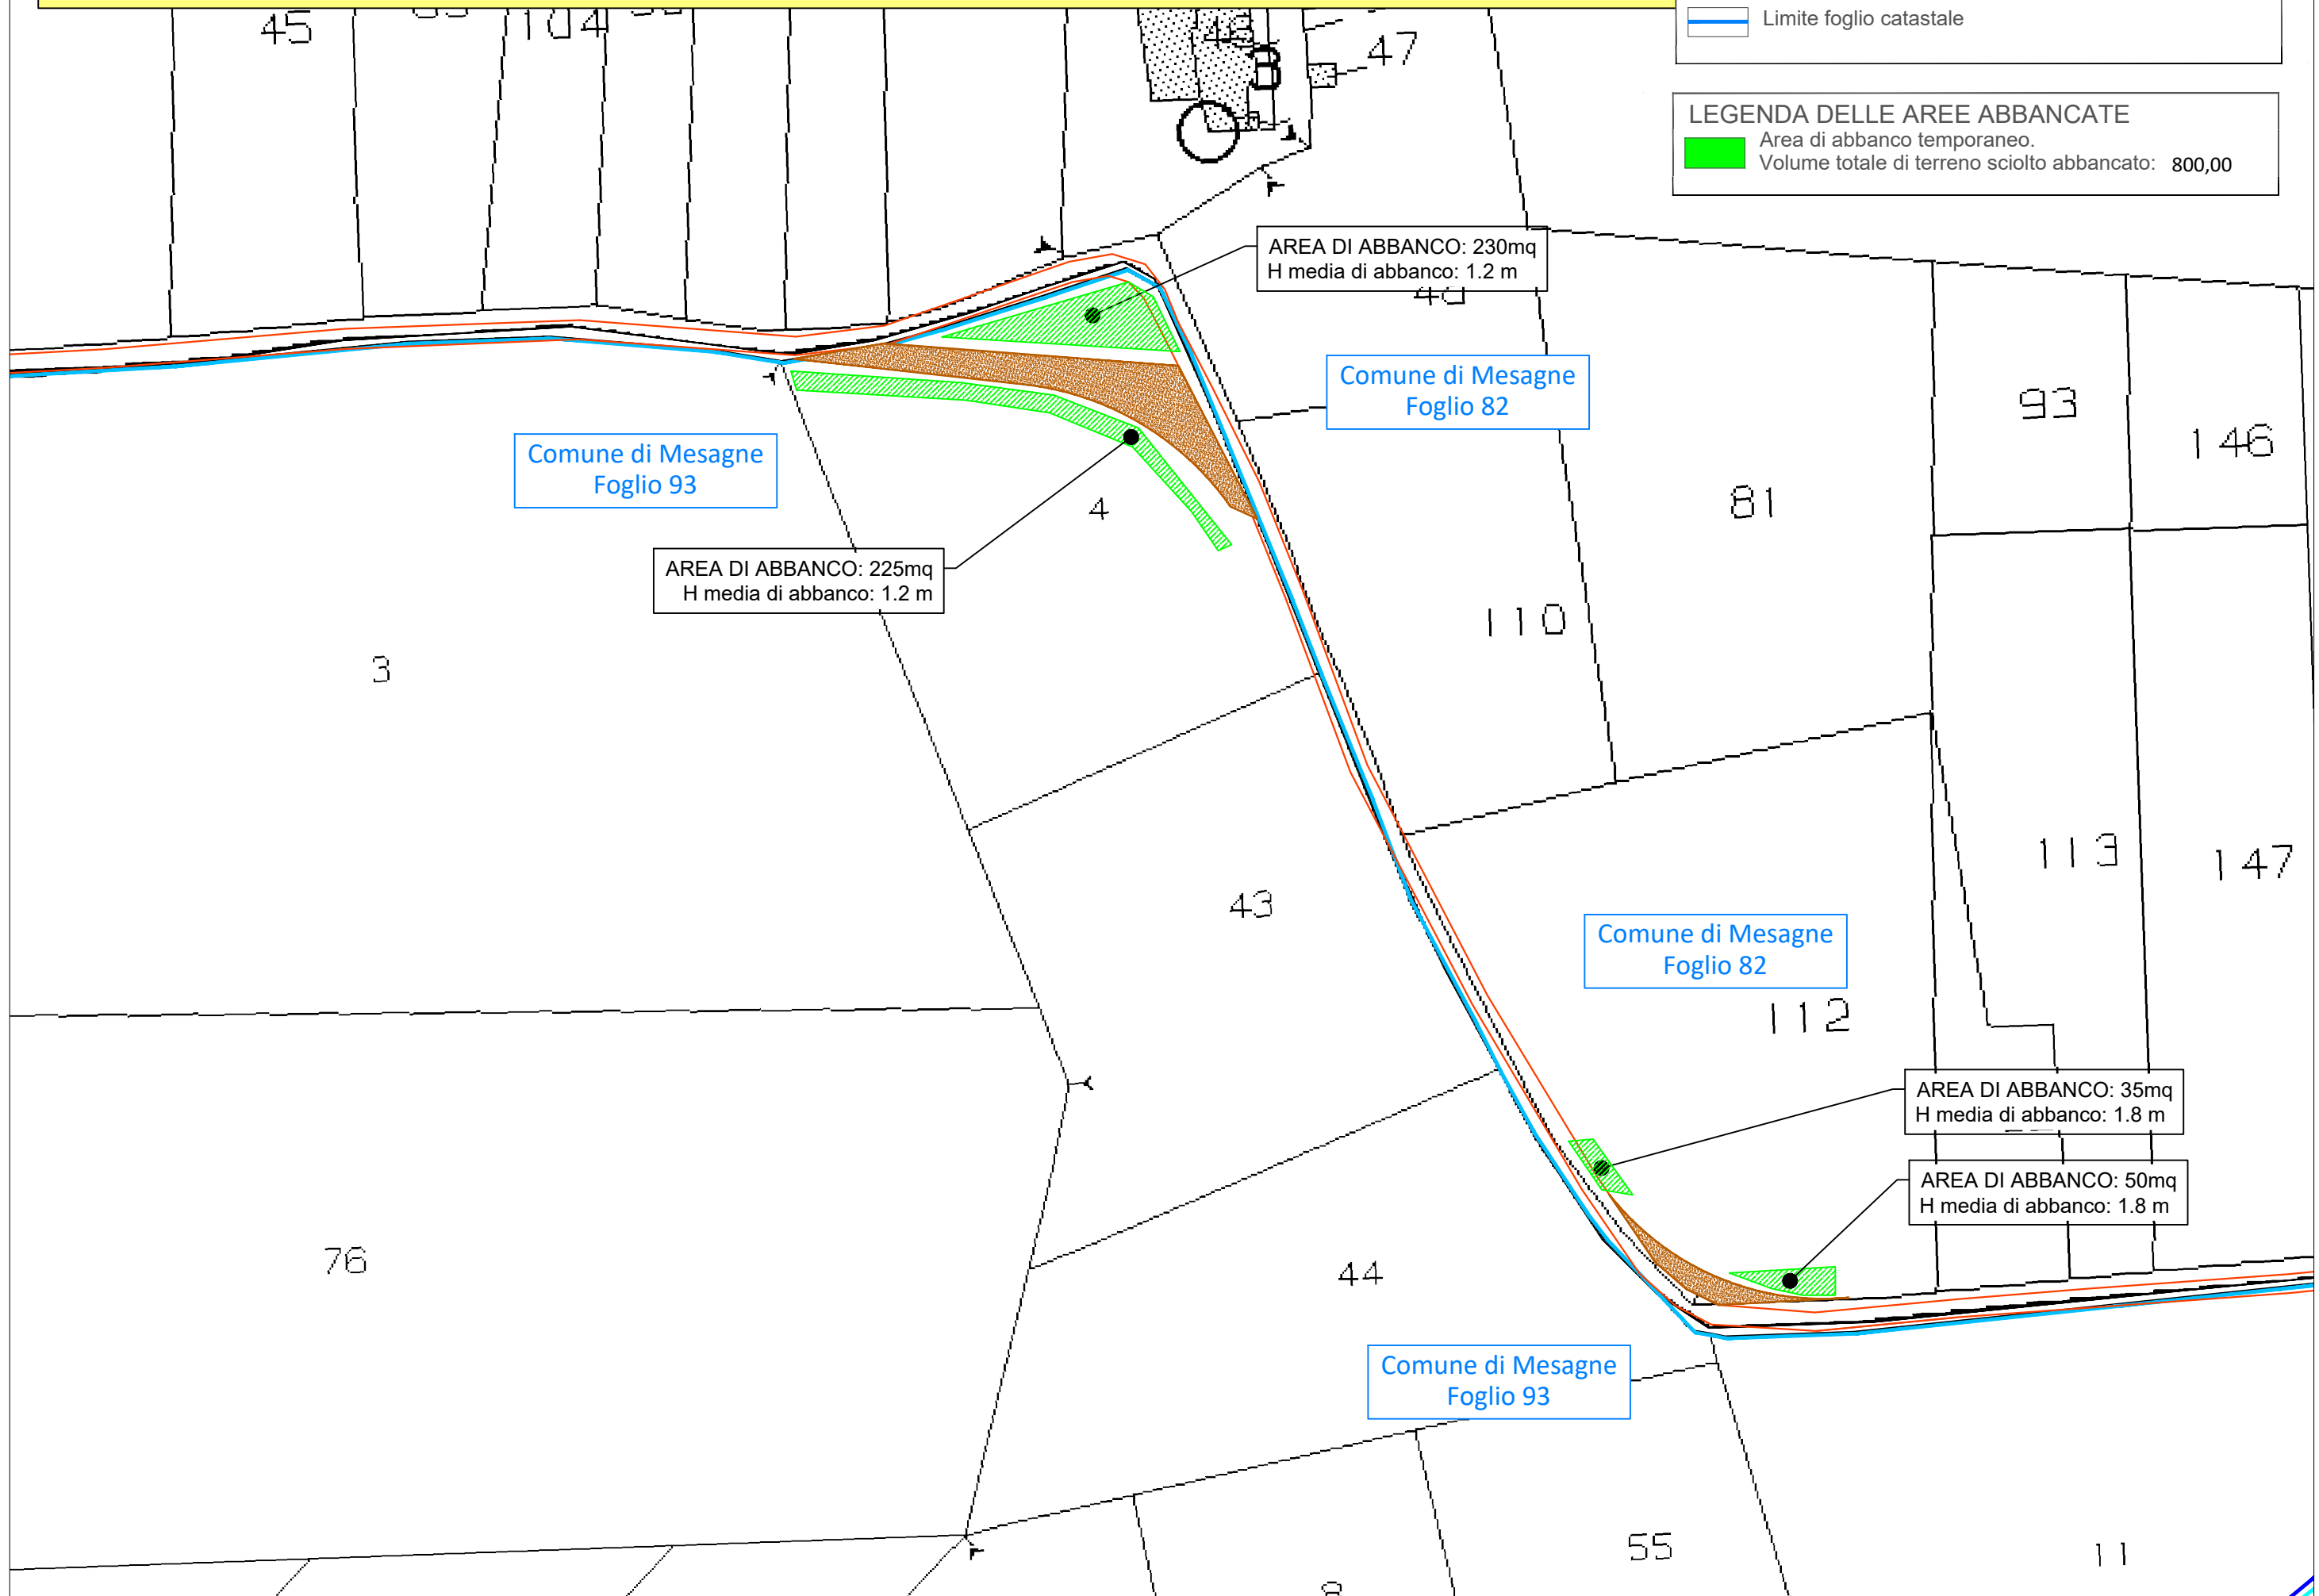 Limite foglio catastale
LEGENDA DELLE AREE ABBANCATE
Area di abbanco temporaneo.
Volume totale di terreno sciolto abbancato: 800,00
45
104
47
AREA DI ABBANCO: 230mq
H media di abbanco: 1.2 m
Comune di Mesagne
Foglio 82
93
146
Comune di Mesagne
Foglio 93
4
81
AREA DI ABBANCO: 225mq
H media di abbanco: 1.2 m
110
3
43
113
147
Comune di Mesagne
Foglio 82
112
AREA DI ABBANCO: 35mq
H media di abbanco: 1.8 m
AREA DI ABBANCO: 50mq
H media di abbanco: 1.8 m
76
44
Comune di Mesagne
Foglio 93
55
11